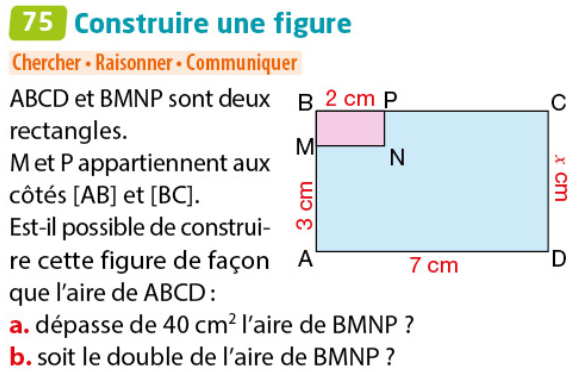 75 Construire une figure
Chercher • Raisonner • Communiquer
ABCD et BMNP sont deux
rectangles.
M et P appartiennent aux
côtés [AB] et [BC].
Est-il possible de construi-
re cette figure de façon
que l'aire de ABCD :
a. dépasse de 40 cm² l'aire de BMNP ?
b. soit le double de l'aire de BMNP ?
B 2 cm P C
M N
3 cm x cm
A 7 cm D